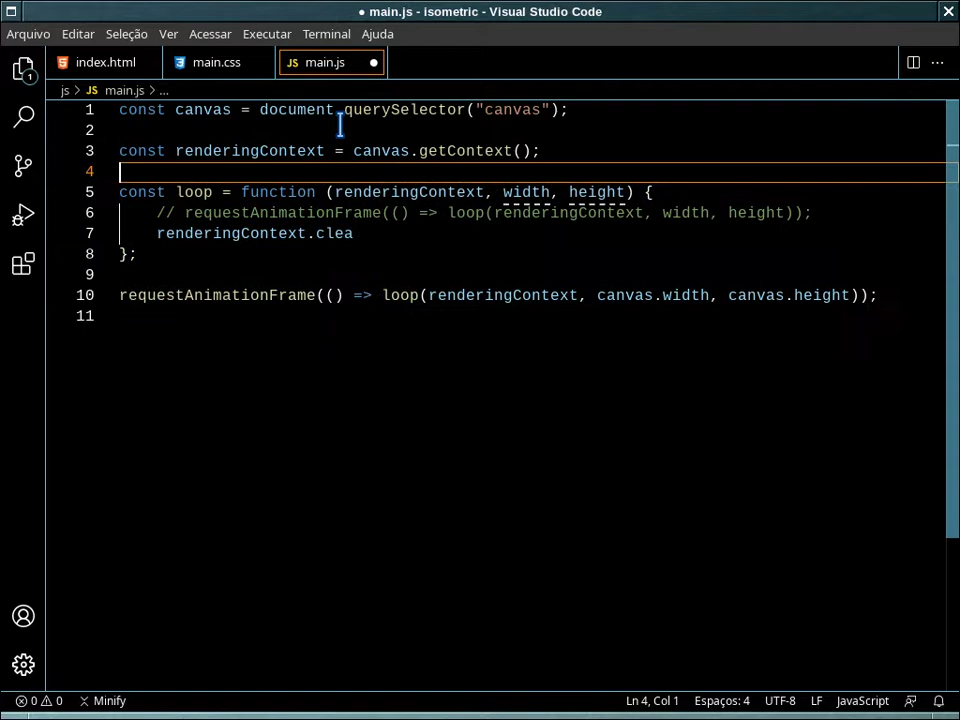 ● main.js - isometric - Visual Studio Code
Arquivo Editar Seleção Ver Acessar Executar Terminal Ajuda
1
index.html main.css JS main.js ●
js > JS main.js > ...
1 const canvas = document.querySelector("canvas");
2
3 const renderingContext = canvas.getContext();
4
5 const loop = function (renderingContext, width, height) {
6 // requestAnimationFrame(() => loop(renderingContext, width, height));
7 renderingContext.clea
8 };
9
10 requestAnimationFrame(() => loop(renderingContext, canvas.width, canvas.height));
11
0 0 Minify Ln 4, Col 1 Espaços: 4 UTF-8 LF JavaScript